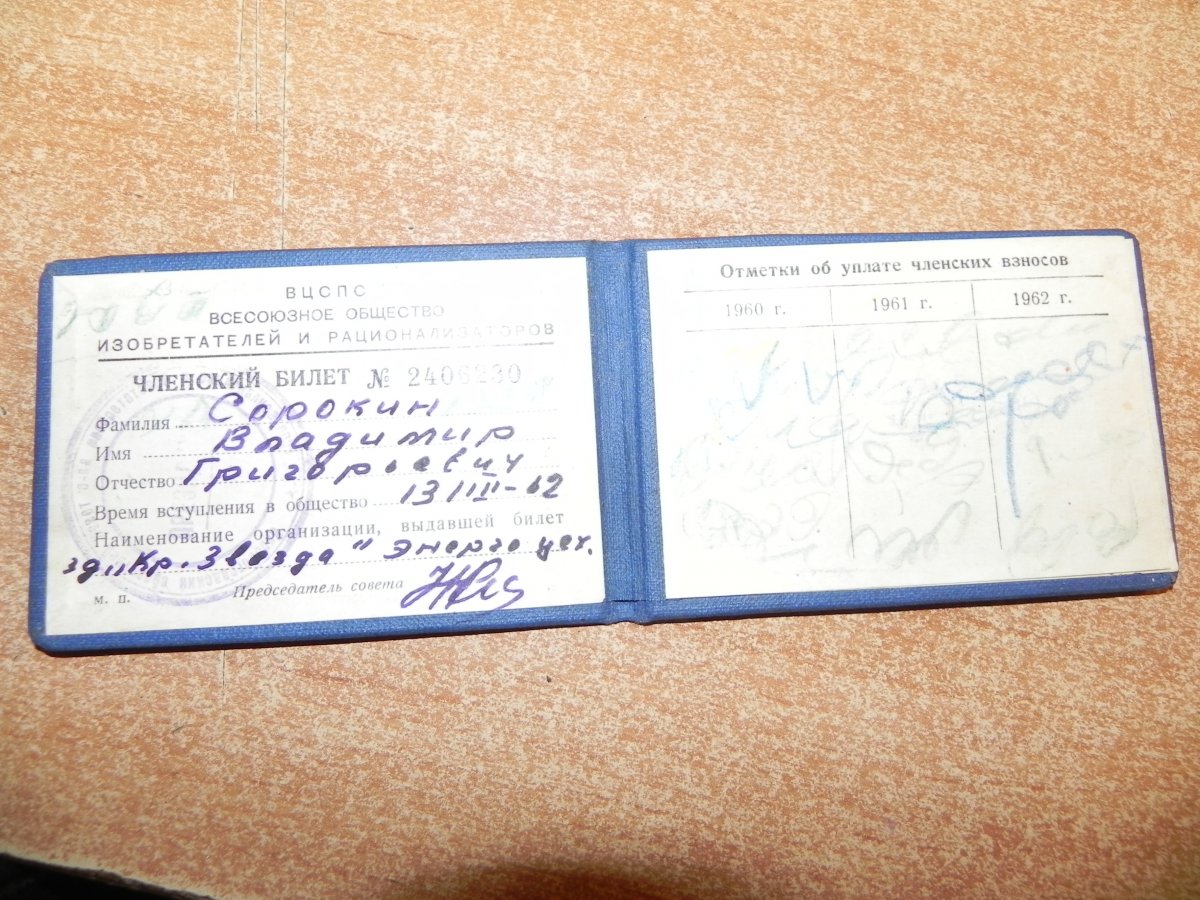 ВЦСПС
ВСЕСОЮЗНОЕ ОБЩЕСТВО
ИЗОБРЕТАТЕЛЕЙ И РАЦИОНАЛИЗАТОРОВ
ЧЛЕНСКИЙ БИЛЕТ № 2406230
Фамилия Сорокин
Имя Владимир
Отчество Григорьевич
Время вступления в общество 13/III-62
Наименование организации, выдавшей билет
зд „Кр. Звезда" Энерго цех.
м. п. Председатель совета
Отметки об уплате членских взносов
1960 г. 1961 г. 1962 г.